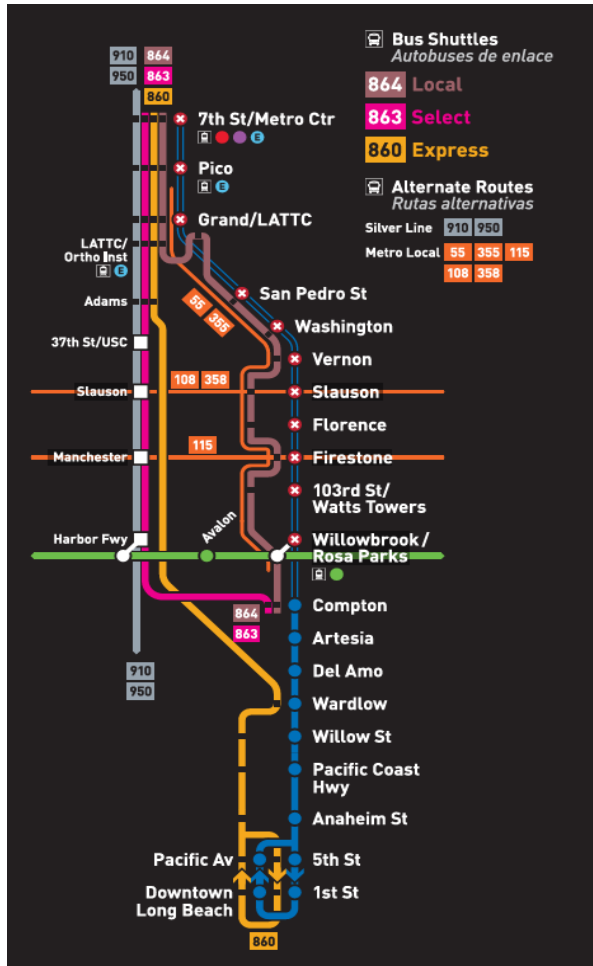 910 864
950 863
860
7th St/Metro Ctr
E
Pico
E
Grand/LATTC
LATTC/
Ortho Inst
E
San Pedro St
55
355
Adams
Washington
37th St/USC
Vernon
108 358
Slauson
Slauson
Florence
115
Manchester
Firestone
103rd St/
Watts Towers
Avalon
Harbor Fwy
Willowbrook/
Rosa Parks
864
863
Compton
Artesia
910
950
Del Amo
Wardlow
Willow St
Pacific Coast
Hwy
Anaheim St
Pacific Av
5th St
Downtown
Long Beach
1st St
860
Bus Shuttles
Autobuses de enlace
864 Local
863 Select
860 Express
Alternate Routes
Rutas alternativas
Silver Line 910 950
Metro Local 55 355 115
108 358